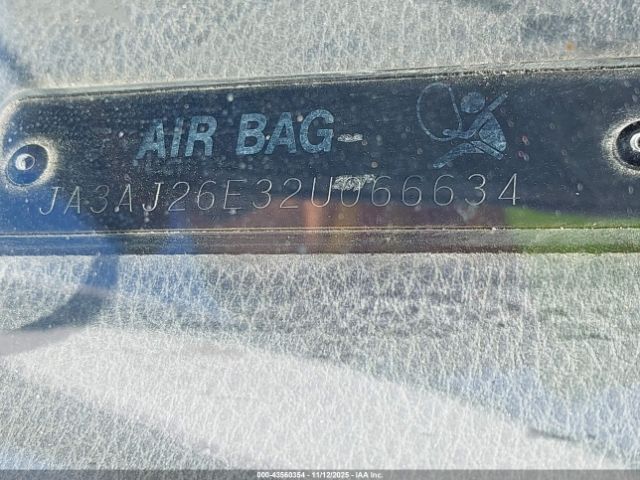 AIR BAG
JA3AJ26E32U066634
000-43560354 - 11/12/2025 - IAA Inc.